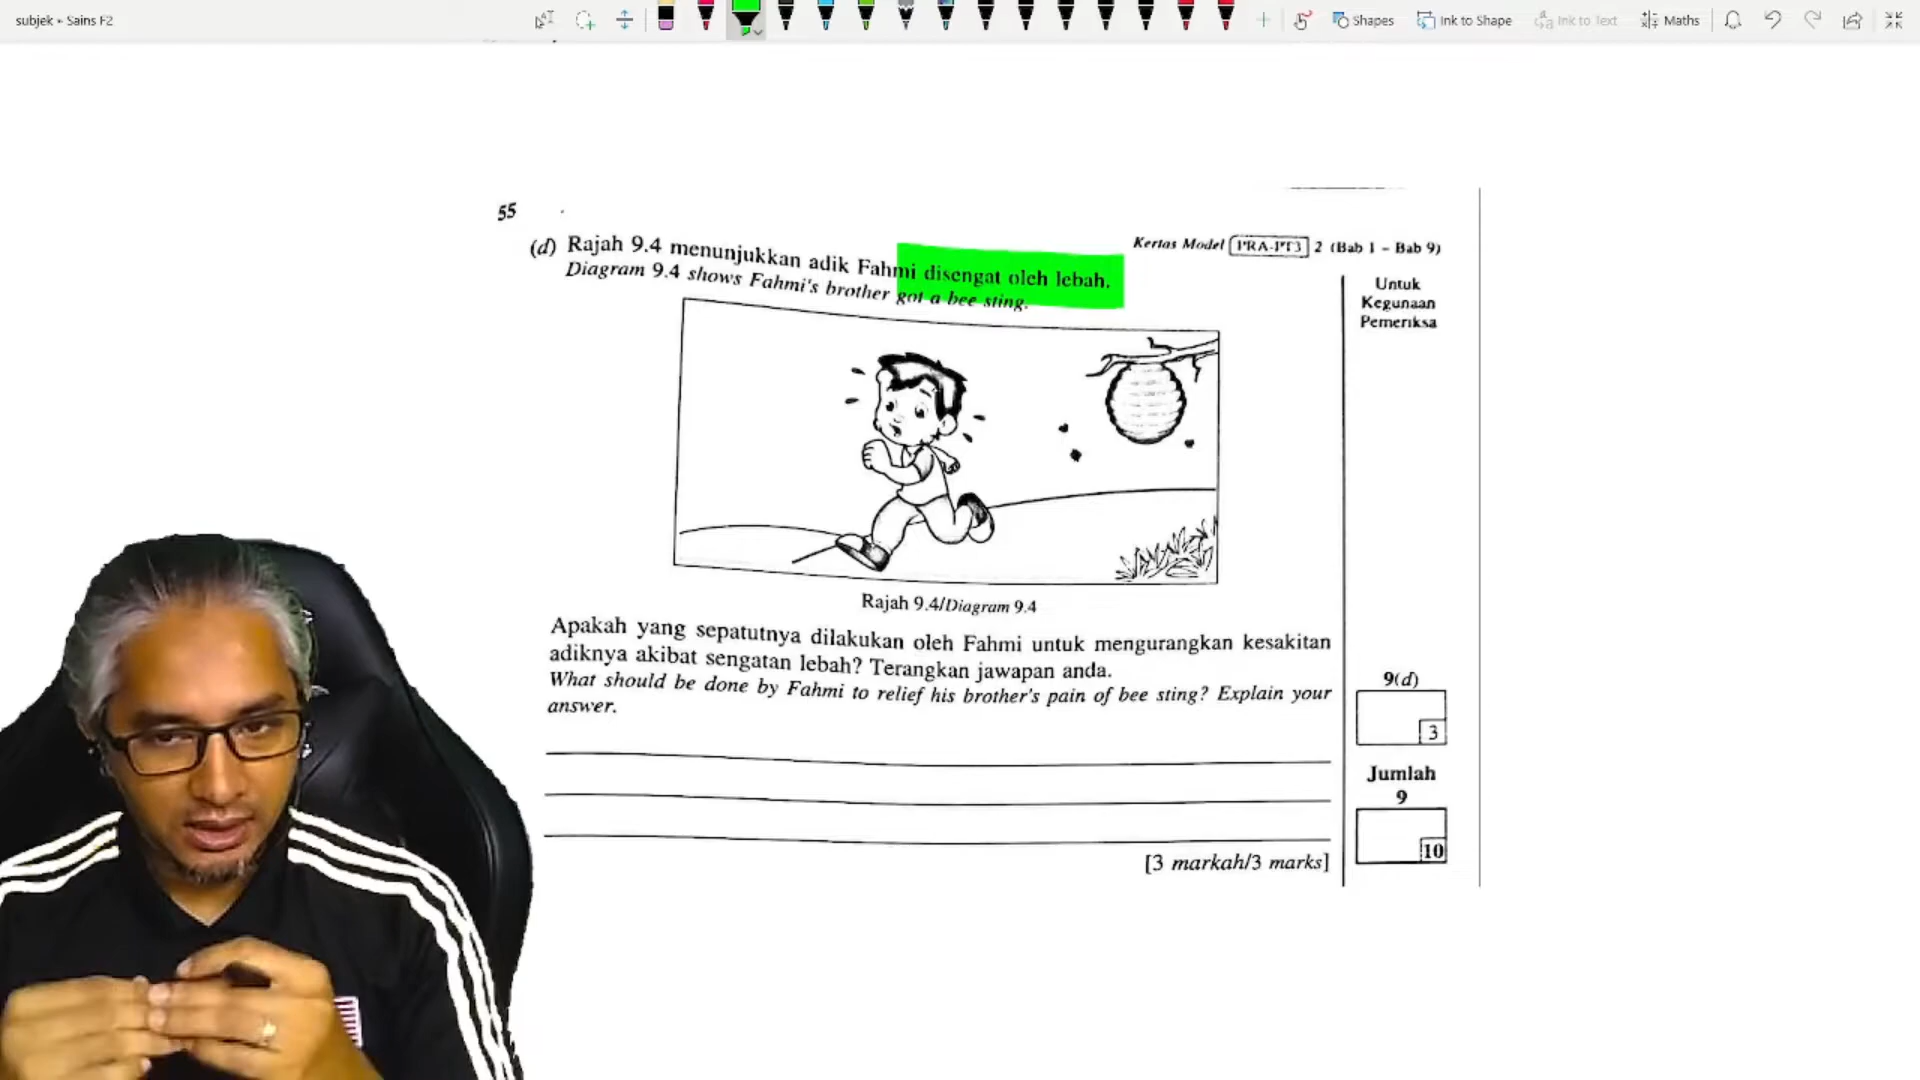 subjek - Sains F2
Shapes
Ink to Shape
Ink to Text
Maths
55
Kertas Model PRA-PT3 2 (Bab 1 – Bab 9)
(d) Rajah 9.4 menunjukkan adik Fahmi disengat oleh lebah.
Diagram 9.4 shows Fahmi's brother got a bee sting.
Untuk
Kegunaan
Pemeriksa
Rajah 9.4/Diagram 9.4
Apakah yang sepatutnya dilakukan oleh Fahmi untuk mengurangkan kesakitan
adiknya akibat sengatan lebah? Terangkan jawapan anda.
What should be done by Fahmi to relief his brother's pain of bee sting? Explain your
answer.
9(d)
3
Jumlah
9
10
[3 markah/3 marks]